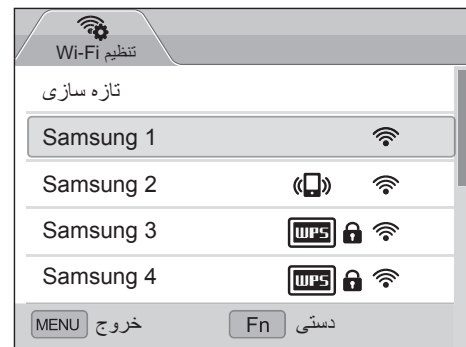 تنظیم Wi-Fi
تازه سازی
Samsung 1
Samsung 2
Samsung 3 WPS
Samsung 4 WPS
MENU خروج Fn دستی